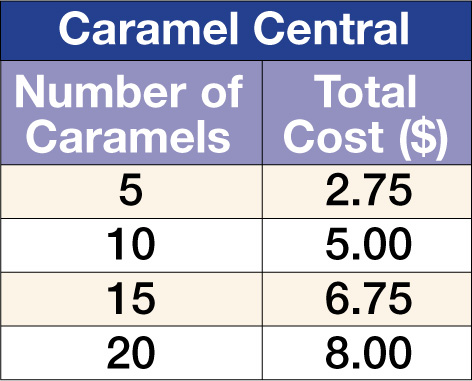 Caramel Central
Number of Caramels
Total Cost ($)
5 2.75
10 5.00
15 6.75
20 8.00